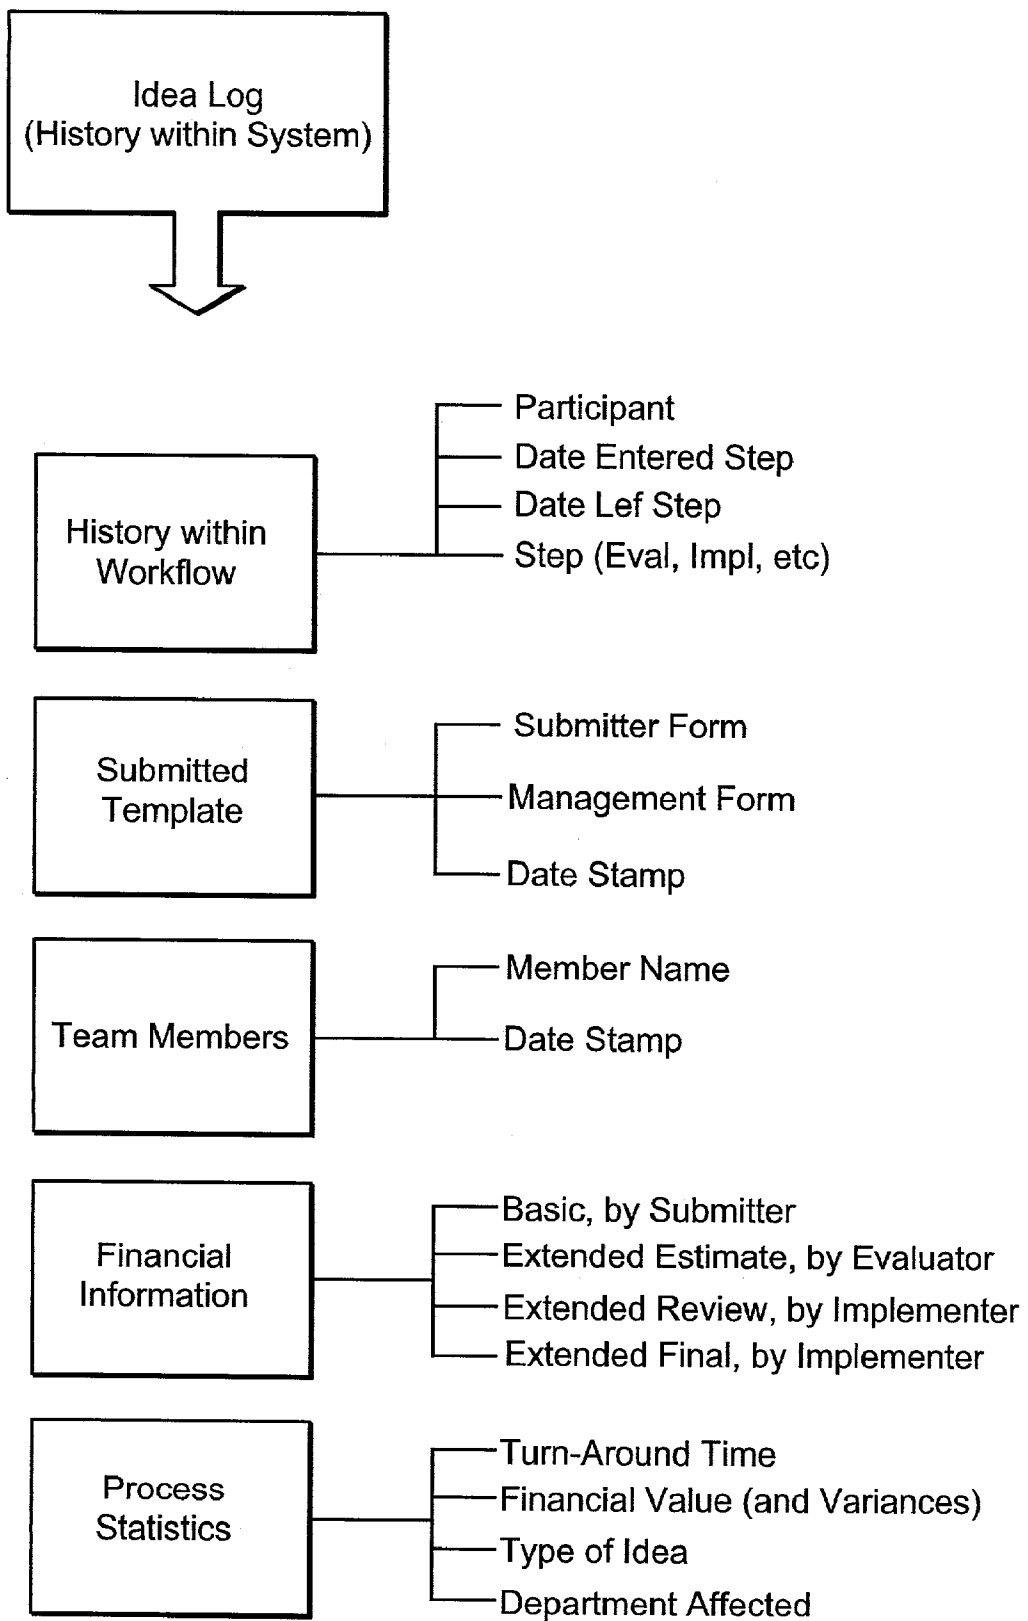 Idea Log
(History within System)
Participant
Date Entered Step
Date Lef Step
Step (Eval, Impl, etc)
History within
Workflow
Submitter Form
Management Form
Date Stamp
Submitted
Template
Member Name
Date Stamp
Team Members
Basic, by Submitter
Extended Estimate, by Evaluator
Extended Review, by Implementer
Extended Final, by Implementer
Financial
Information
Turn-Around Time
Financial Value (and Variances)
Type of Idea
Department Affected
Process
Statistics